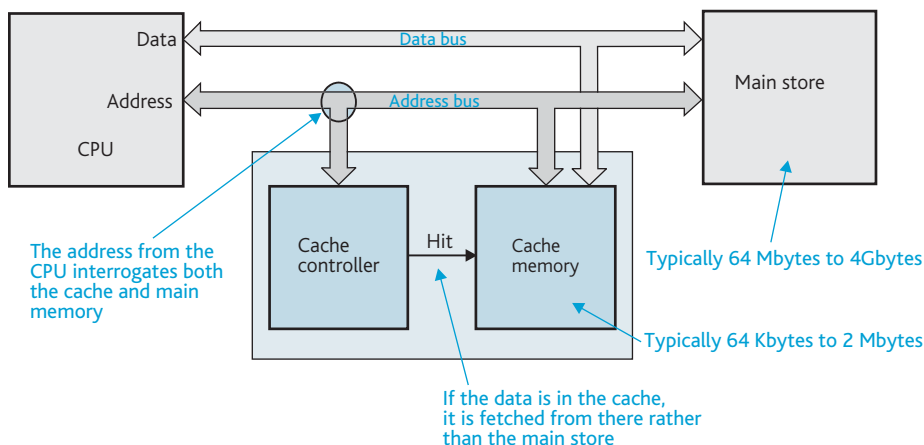 Data
Data bus
Main store
Address
Address bus
CPU
The address from the
CPU interrogates both
the cache and main
memory
Cache
controller
Hit
Cache
memory
Typically 64 Mbytes to 4Gbytes
Typically 64 Kbytes to 2 Mbytes
If the data is in the cache,
it is fetched from there rather
than the main store